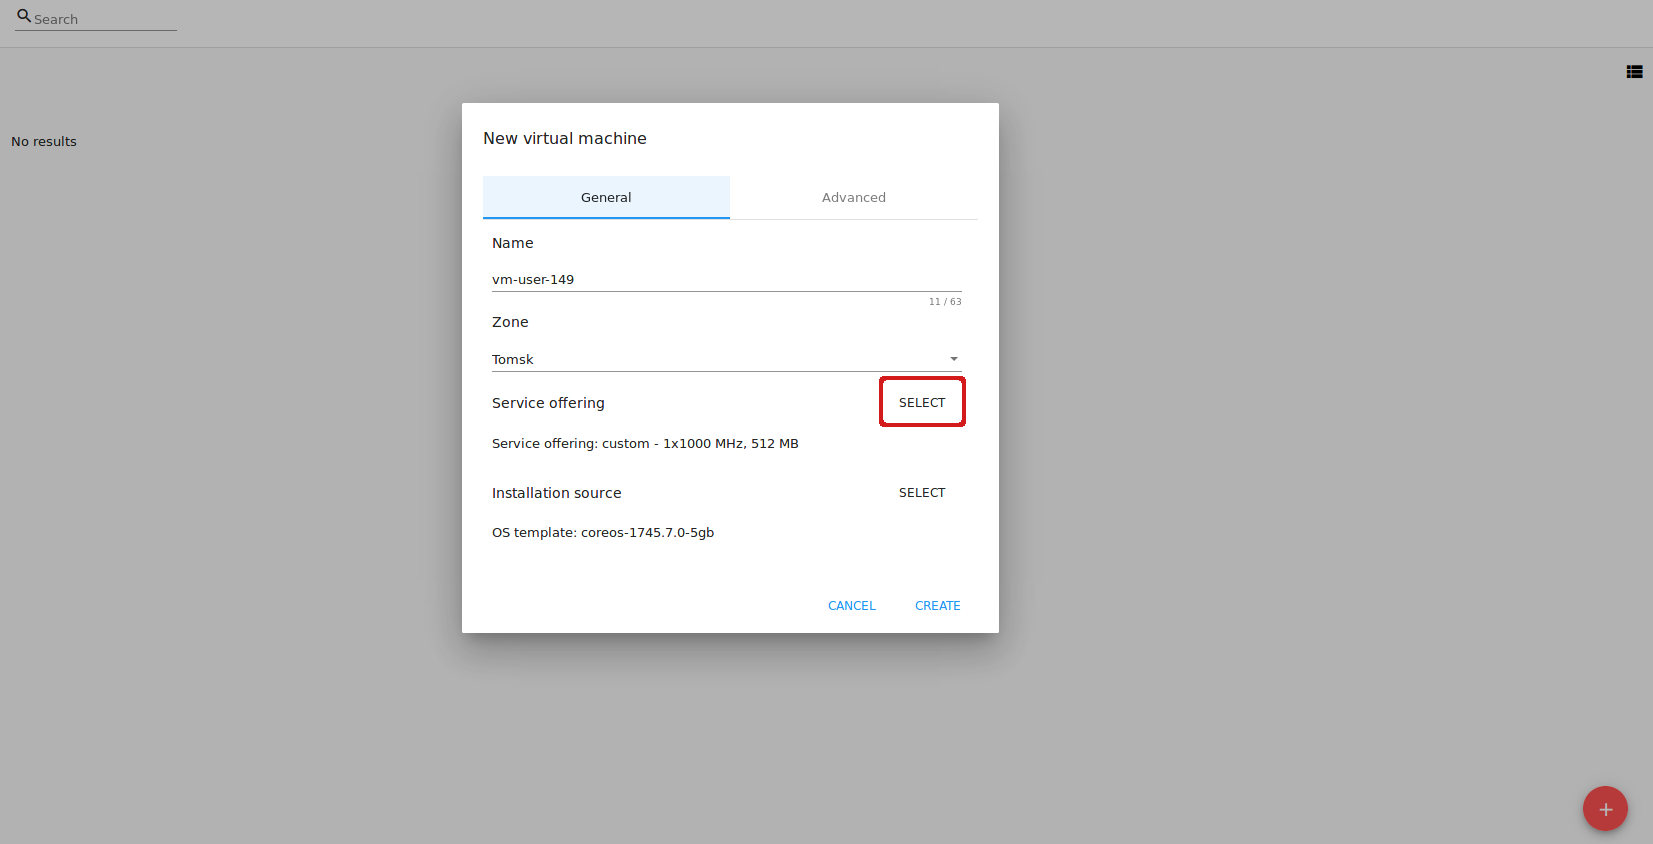 Search
No results
New virtual machine
General Advanced
Name
vm-user-149
11 / 63
Zone
Tomsk
Service offering SELECT
Service offering: custom - 1x1000 MHz, 512 MB
Installation source SELECT
OS template: coreos-1745.7.0-5gb
CANCEL CREATE
+